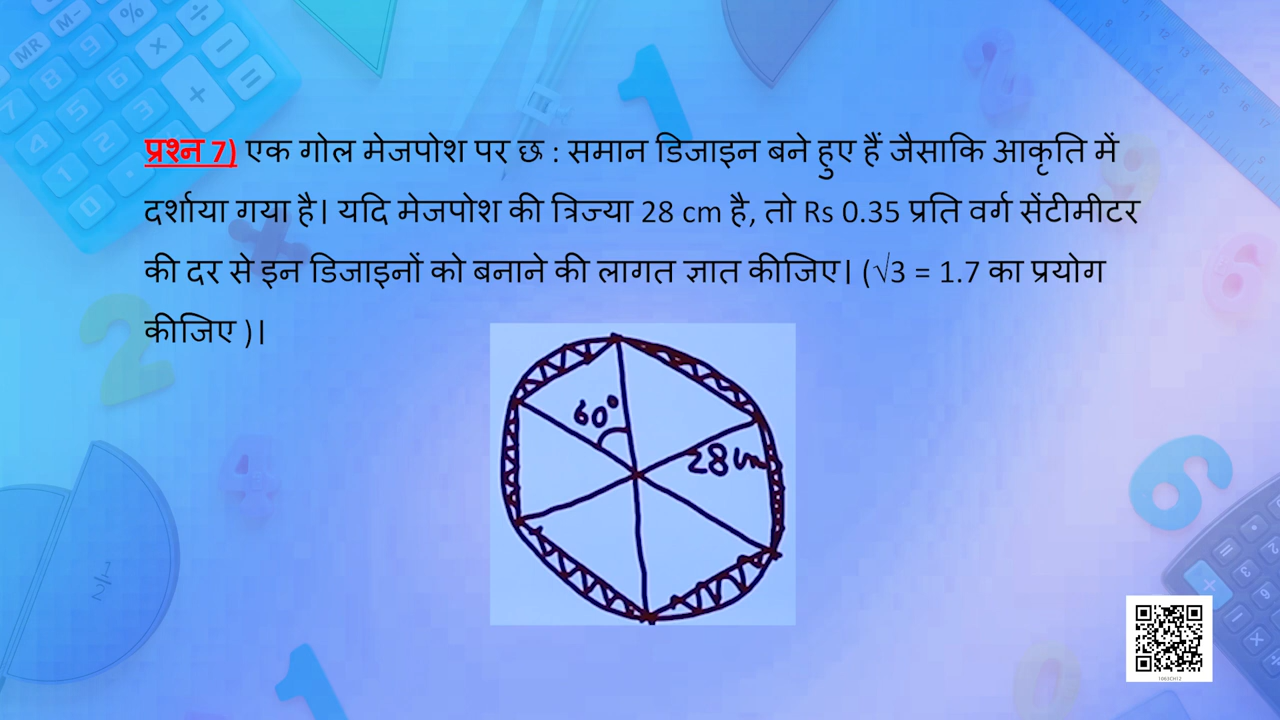 प्रश्न 7) एक गोल मेजपोश पर छ : समान डिजाइन बने हुए हैं जैसाकि आकृति में
दर्शाया गया है। यदि मेजपोश की त्रिज्या 28 cm है, तो Rs 0.35 प्रति वर्ग सेंटीमीटर
की दर से इन डिजाइनों को बनाने की लागत ज्ञात कीजिए। (√3 = 1.7 का प्रयोग
कीजिए )।
60°
28 cm